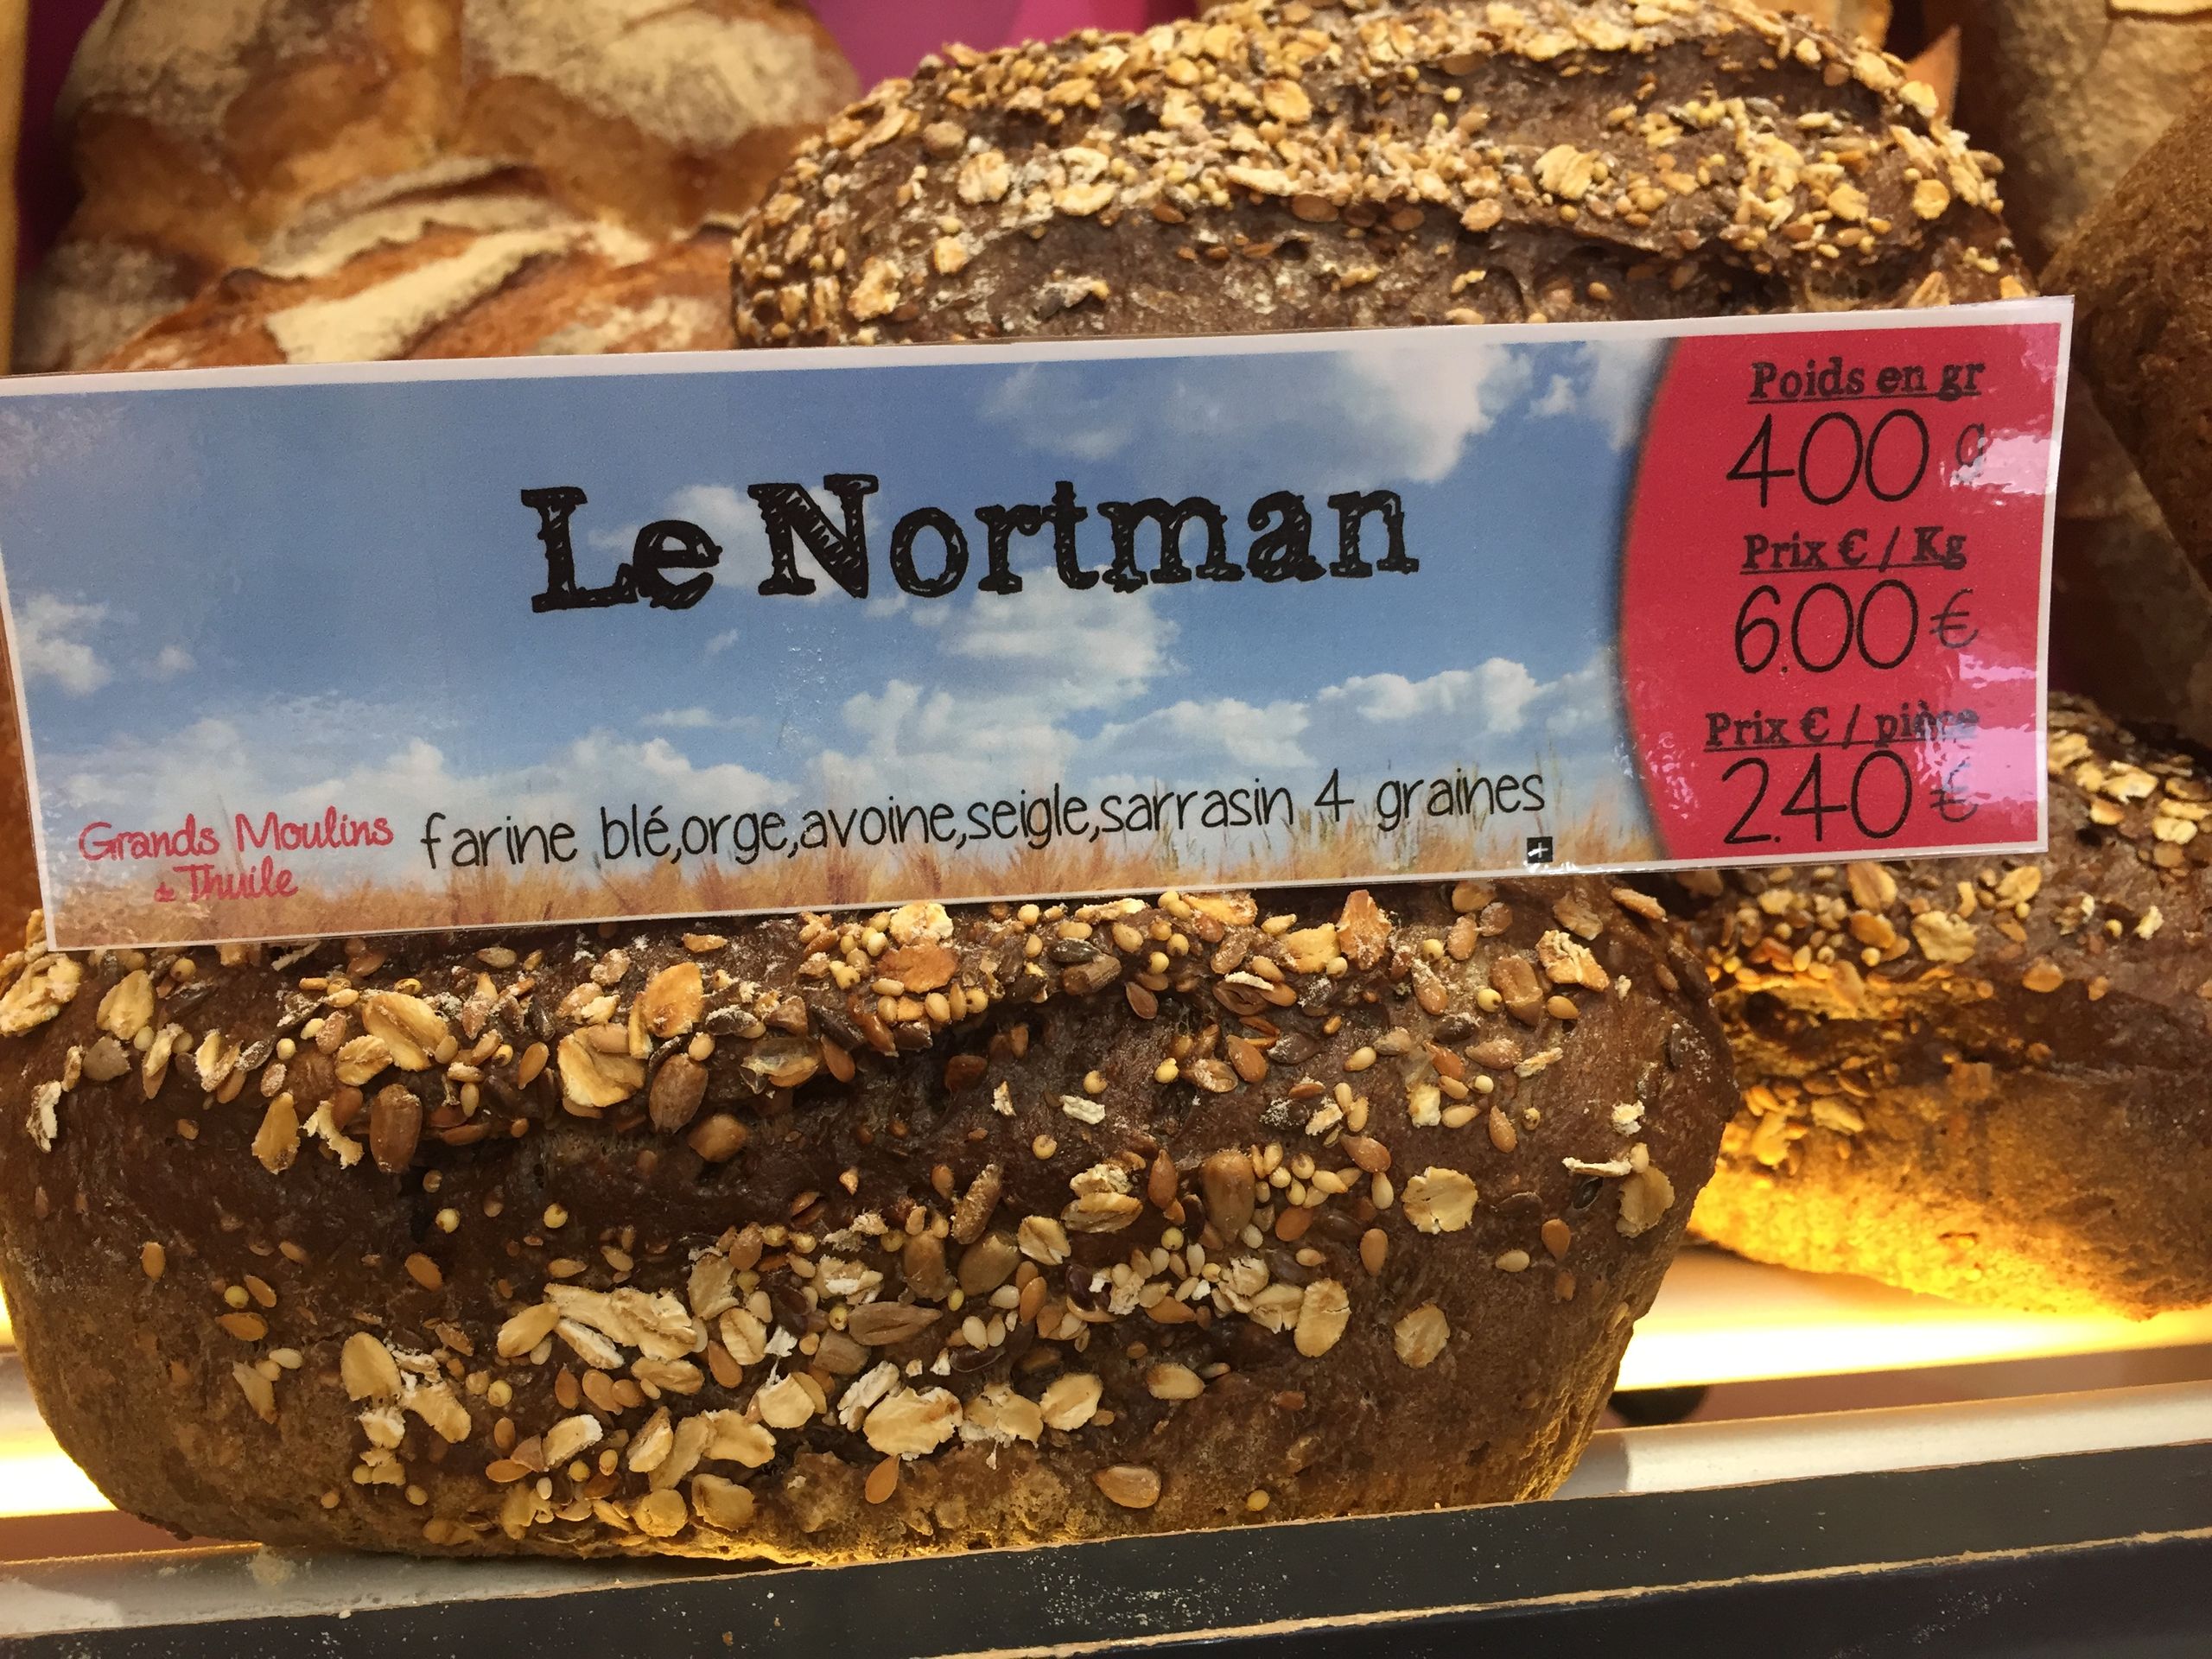 Le Nortman
Grands Moulins
de Thuile
farine blé,orge,avoine,seigle,sarrasin 4 graines
Poids en gr
400 g
Prix € / Kg
6.00 €
Prix € / pièce
2.40 €